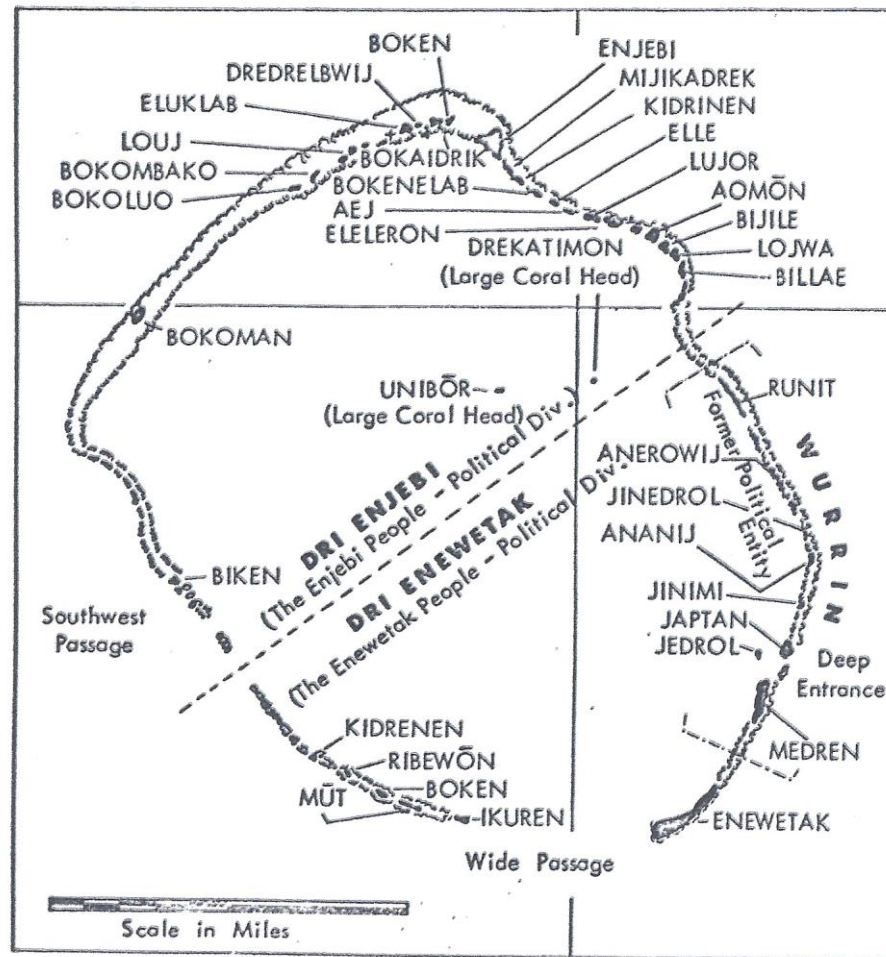 BOKEN
DREDRELBWIJ
ELUKLAB
LOUJ
BOKOMBAKO
BOKOLUO
BOKAIDRIK
BOKENELAB
AEJ
ELELERON
ENJEBI
MIJIKADREK
KIDRINEN
ELLE
LUJOR
AOMŌN
BIJILE
LOJWA
BILLAE
DREKATIMON
(Large Coral Head)
BOKOMAN
UNIBŌR
(Large Coral Head)
DRI ENJEBI
(The Enjebi People - Political Div.)
DRI ENEWETAK
(The Enewetak People - Political Div.)
Former Political
Entity
WURRIN
RUNIT
ANEROWIJ
JINEDROL
ANANIJ
JINIMI
JAPTAN
JEDROL
Deep
Entrance
MEDREN
ENEWETAK
BIKEN
Southwest
Passage
KIDRENEN
RIBEWŌN
BOKEN
MŪT
IKUREN
Wide Passage
Scale in Miles